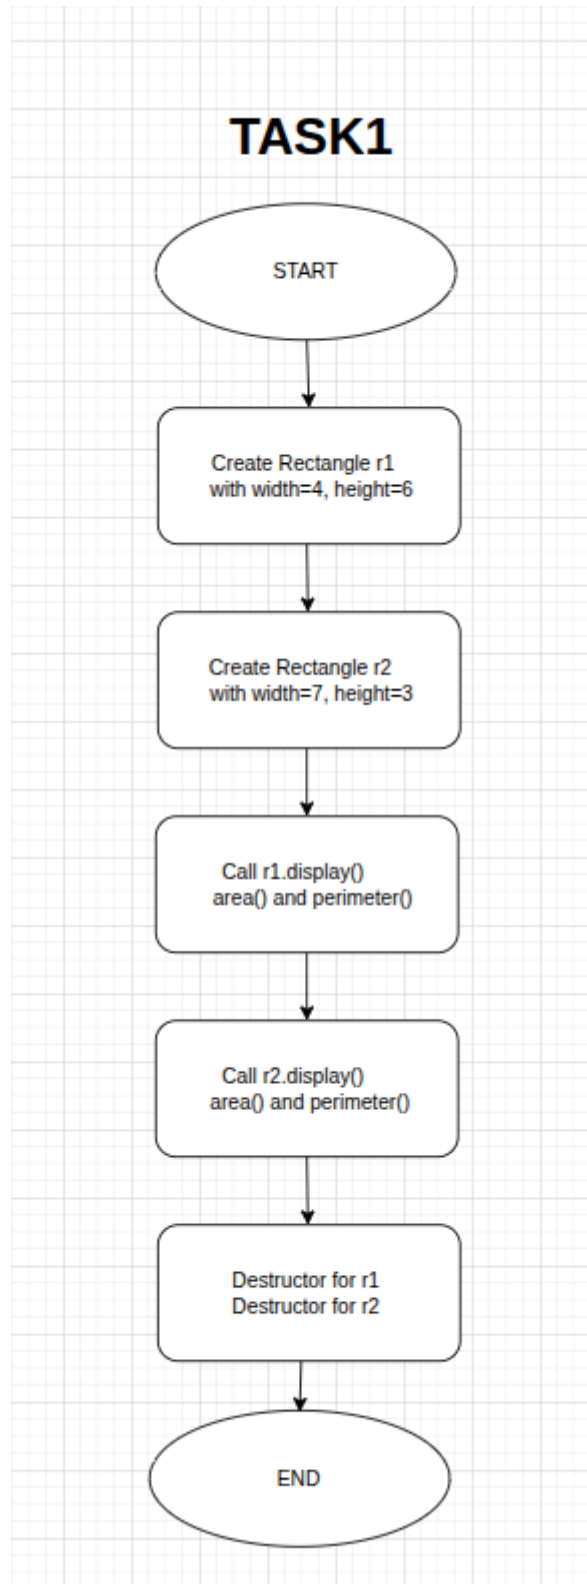 TASK1
START
Create Rectangle r1
with width=4, height=6
Create Rectangle r2
with width=7, height=3
Call r1.display()
area() and perimeter()
Call r2.display()
area() and perimeter()
Destructor for r1
Destructor for r2
END